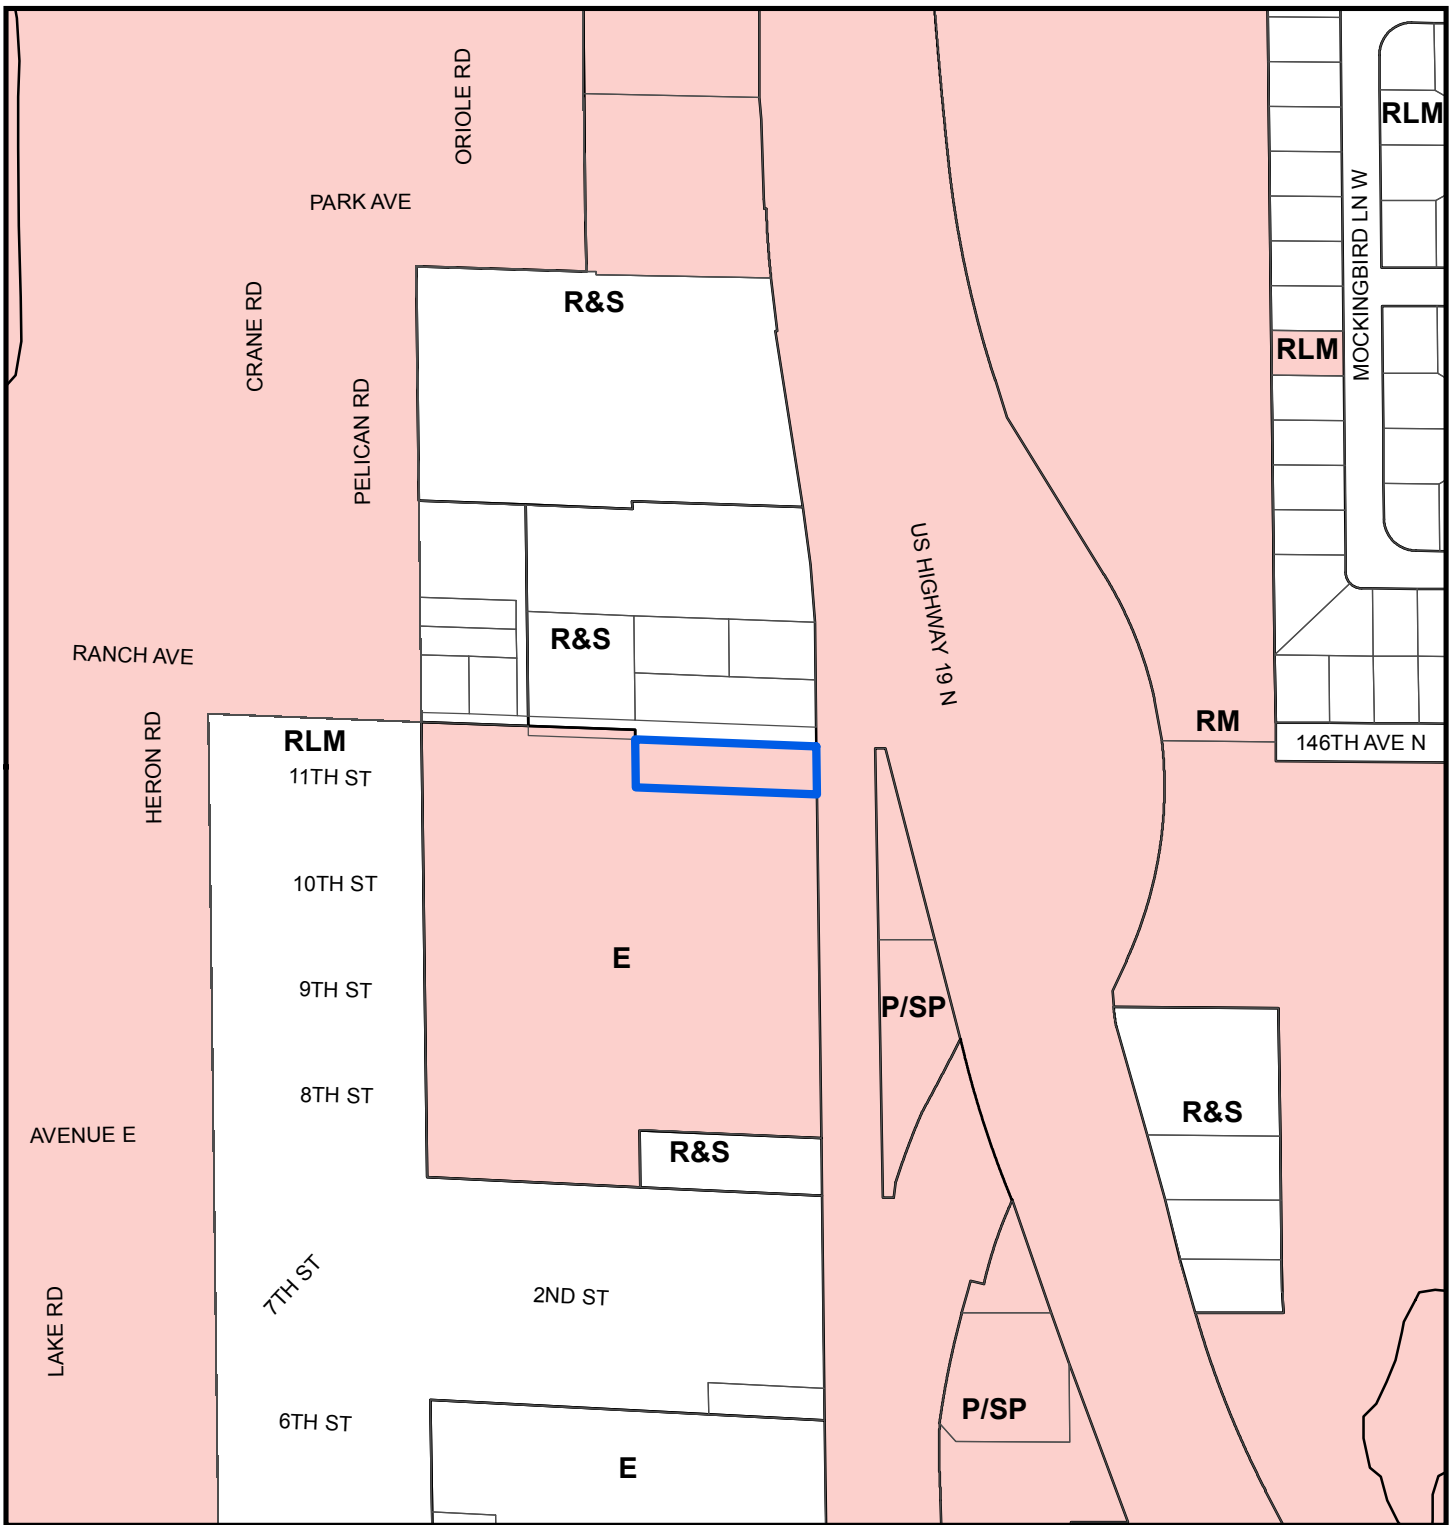 ORIOLE RD
RLM
PARK AVE
MOCKINGBIRD LN W
R&S
CRANE RD
RLM
PELICAN RD
US HIGHWAY 19 N
R&S
RANCH AVE
HERON RD
RM
RLM
146TH AVE N
11TH ST
10TH ST
E
9TH ST
P/SP
8TH ST
R&S
AVENUE E
R&S
7TH ST
2ND ST
LAKE RD
P/SP
6TH ST
E